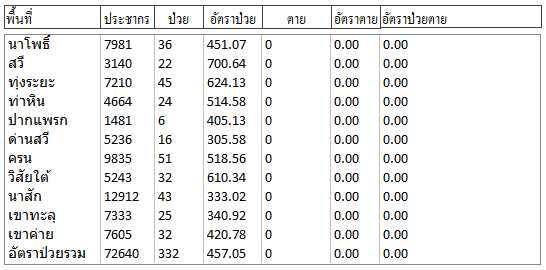 พื้นที่ ประชากร ป่วย อัตราป่วย ตาย อัตราตาย อัตราป่วยตาย
นาโพธิ์ 7981 36 451.07 0 0.00 0.00
สวี 3140 22 700.64 0 0.00 0.00
ทุ่งระยะ 7210 45 624.13 0 0.00 0.00
ท่าหิน 4664 24 514.58 0 0.00 0.00
ปากแพรก 1481 6 405.13 0 0.00 0.00
ด่านสวี 5236 16 305.58 0 0.00 0.00
ครน 9835 51 518.56 0 0.00 0.00
วิสัยใต้ 5243 32 610.34 0 0.00 0.00
นาสัก 12912 43 333.02 0 0.00 0.00
เขาทะลุ 7333 25 340.92 0 0.00 0.00
เขาค่าย 7605 32 420.78 0 0.00 0.00
อัตราป่วยรวม 72640 332 457.05 0 0.00 0.00